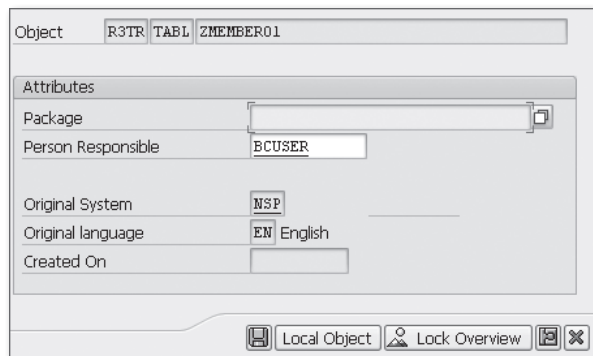 Object R3TR TABL ZMEMBER01
Attributes
Package
Person Responsible BCUSER
Original System NSP
Original language EN English
Created On
Local Object Lock Overview